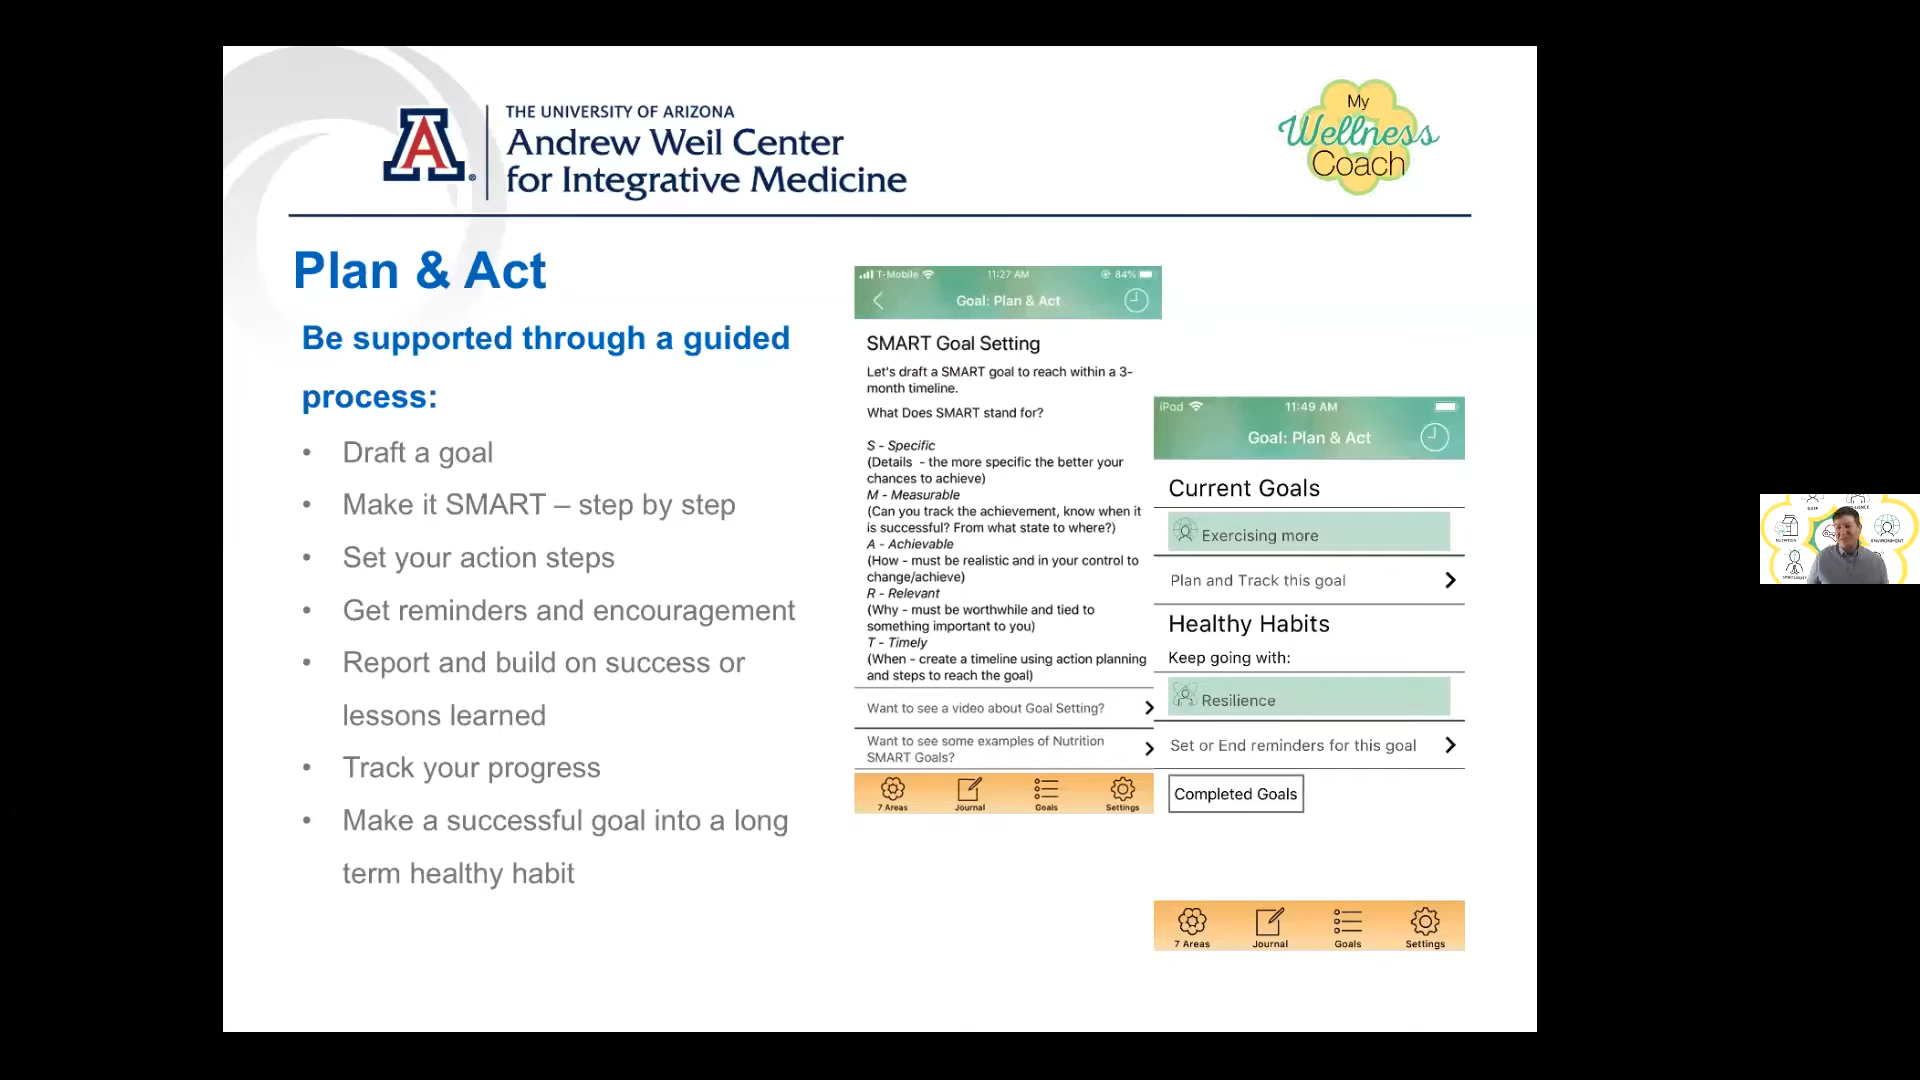 THE UNIVERSITY OF ARIZONA
Andrew Weil Center
for Integrative Medicine
My
Wellness
Coach
Plan & Act
Be supported through a guided
process:
• Draft a goal
• Make it SMART – step by step
• Set your action steps
• Get reminders and encouragement
• Report and build on success or
lessons learned
• Track your progress
• Make a successful goal into a long
term healthy habit
T-Mobile 11:27 AM 84%
Goal: Plan & Act
SMART Goal Setting
Let's draft a SMART goal to reach within a 3-
month timeline.
What Does SMART stand for?
S - Specific
(Details - the more specific the better your
chances to achieve)
M - Measurable
(Can you track the achievement, know when it
is successful? From what state to where?)
A - Achievable
(How - must be realistic and in your control to
change/achieve)
R - Relevant
(Why - must be worthwhile and tied to
something important to you)
T - Timely
(When - create a timeline using action planning
and steps to reach the goal)
Want to see a video about Goal Setting?
Want to see some examples of Nutrition
SMART Goals?
7 Areas Journal Goals Settings
iPod 11:49 AM
Goal: Plan & Act
Current Goals
Exercising more
Plan and Track this goal
Healthy Habits
Keep going with:
Resilience
Set or End reminders for this goal
Completed Goals
7 Areas Journal Goals Settings
SLEEP
NUTRITION
ENVIRONMENT
SPIRITUALITY